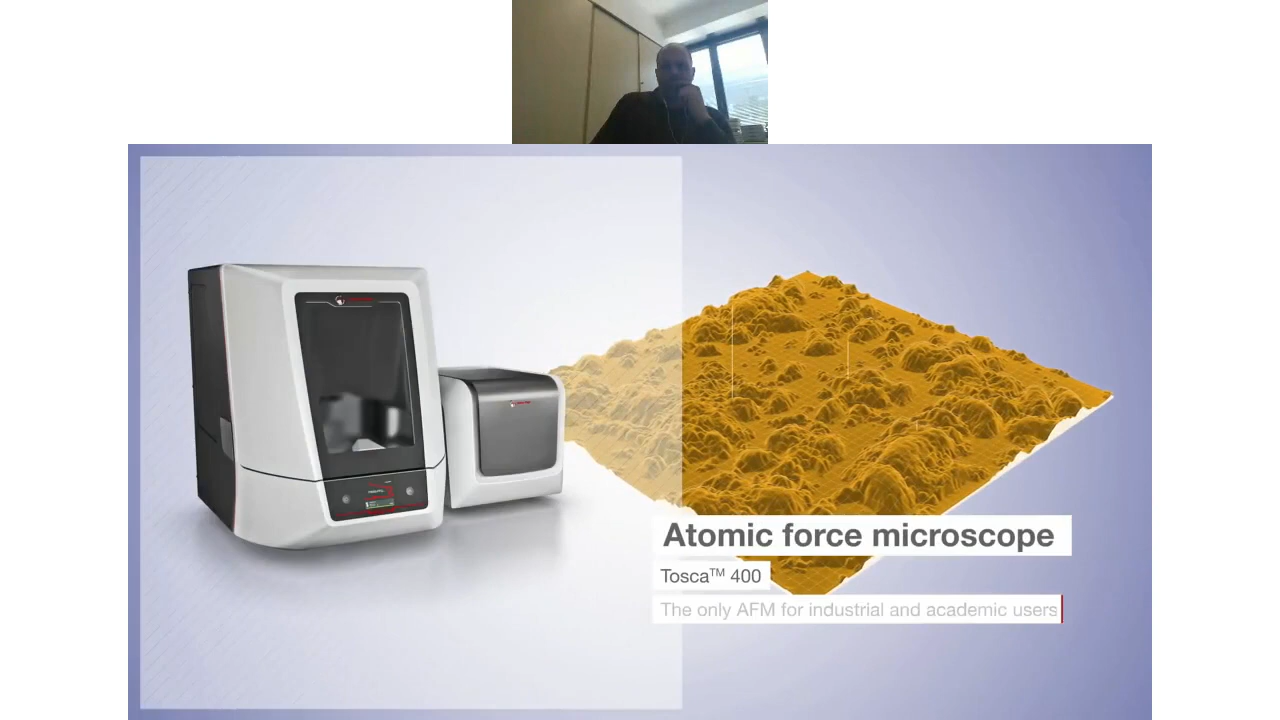 Atomic force microscope
Tosca™ 400
The only AFM for industrial and academic users